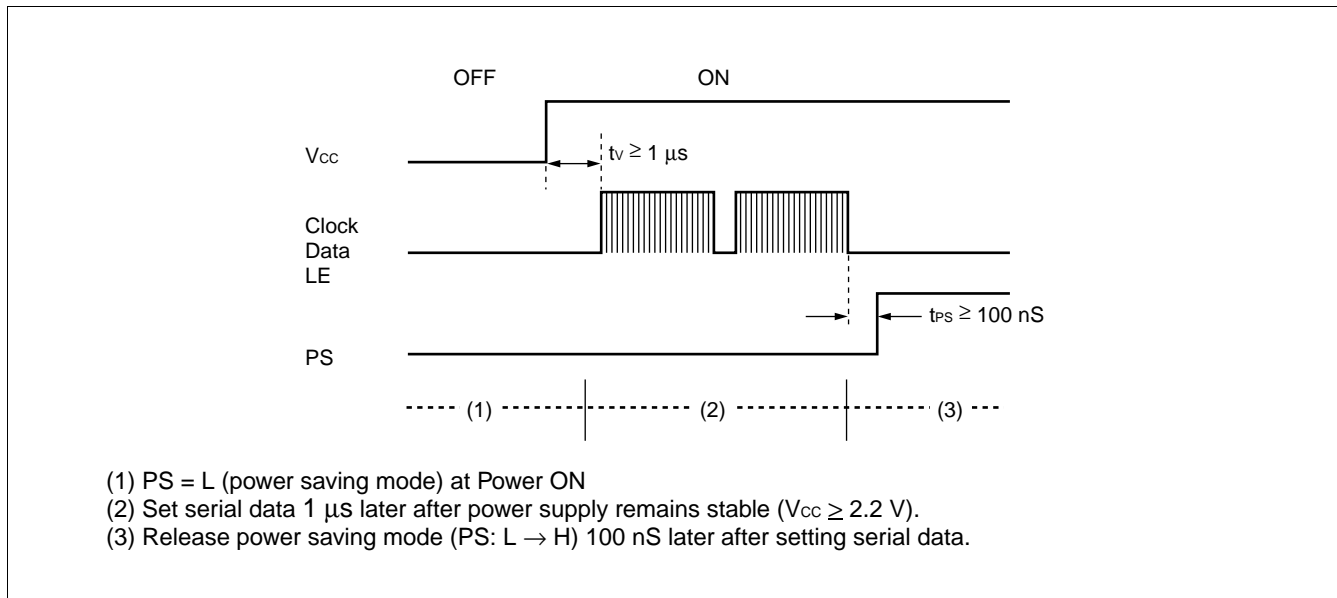 OFF ON
VCC
tV ≥ 1 μs
Clock
Data
LE
tPS ≥ 100 nS
PS
(1) (2) (3)
(1) PS = L (power saving mode) at Power ON
(2) Set serial data 1 μs later after power supply remains stable (VCC ≥ 2.2 V).
(3) Release power saving mode (PS: L → H) 100 nS later after setting serial data.